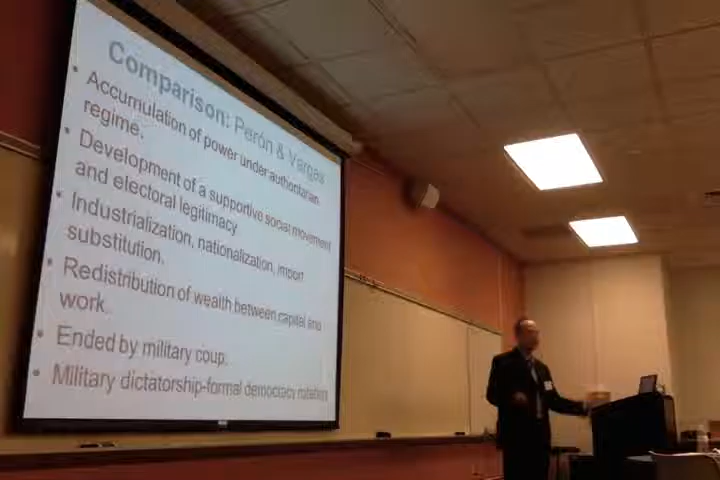 Comparison: Perón & Vargas
• Accumulation of power under authoritarian
regime.
• Development of a supportive social movement
and electoral legitimacy
• Industrialization, nationalization, import
substitution.
• Redistribution of wealth between capital and
work.
• Ended by military coup.
• Military dictatorship-formal democracy rotation